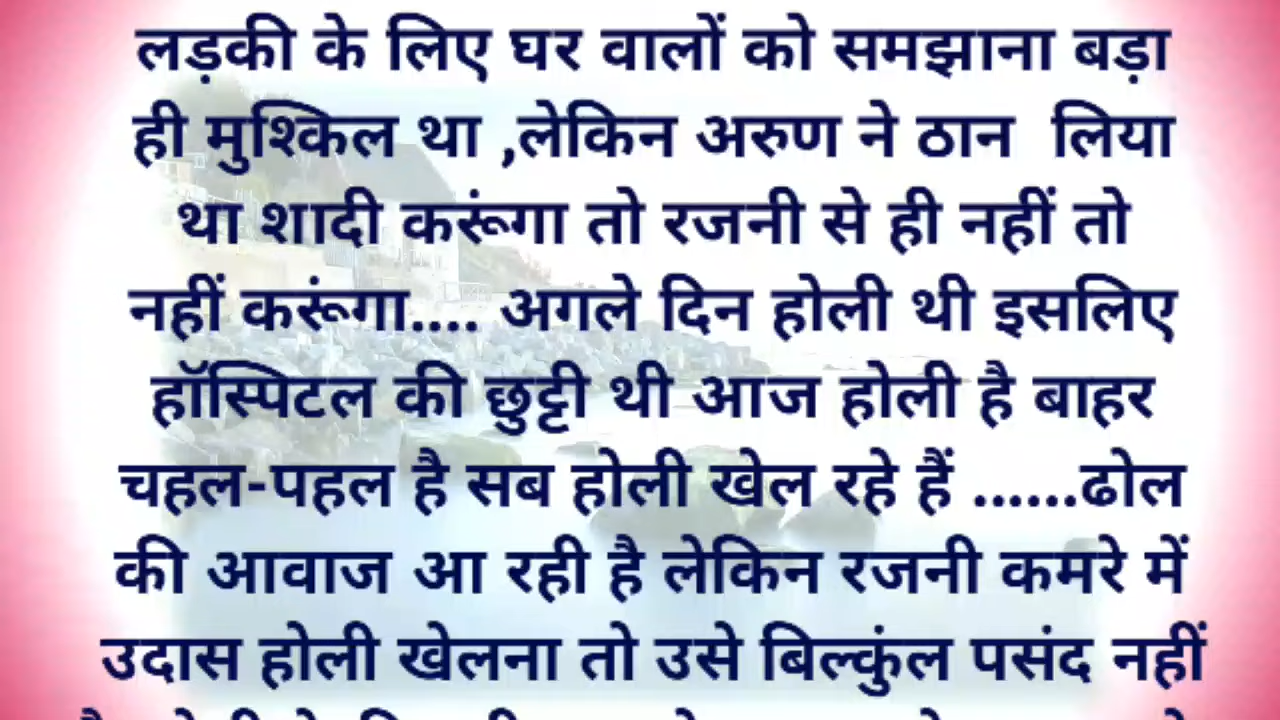 लड़की के लिए घर वालों को समझाना बड़ा
ही मुश्किल था ,लेकिन अरुण ने ठान  लिया
था शादी करूंगा तो रजनी से ही नहीं तो
नहीं करूंगा.... अगले दिन होली थी इसलिए
हॉस्पिटल की छुट्टी थी आज होली है बाहर
चहल-पहल है सब होली खेल रहे हैं ......ढोल
की आवाज आ रही है लेकिन रजनी कमरे में
उदास होली खेलना तो उसे बिल्कुंल पसंद नहीं